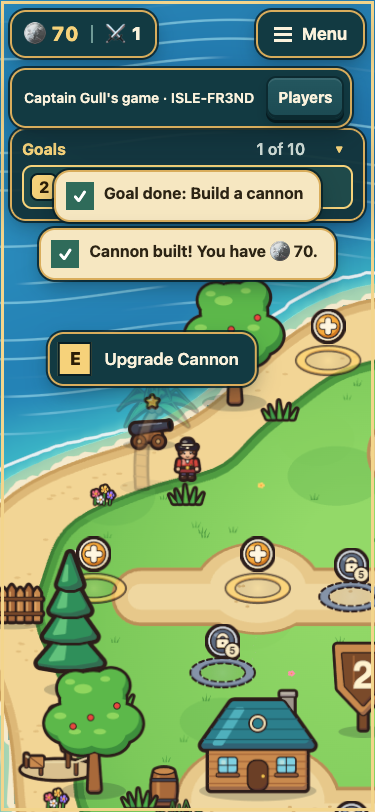 70 1
Menu
Captain Gull's game · ISLE-FR3ND
Players
Goals
1 of 10
2
Goal done: Build a cannon
Cannon built! You have 70.
E
Upgrade Cannon
5
5
2